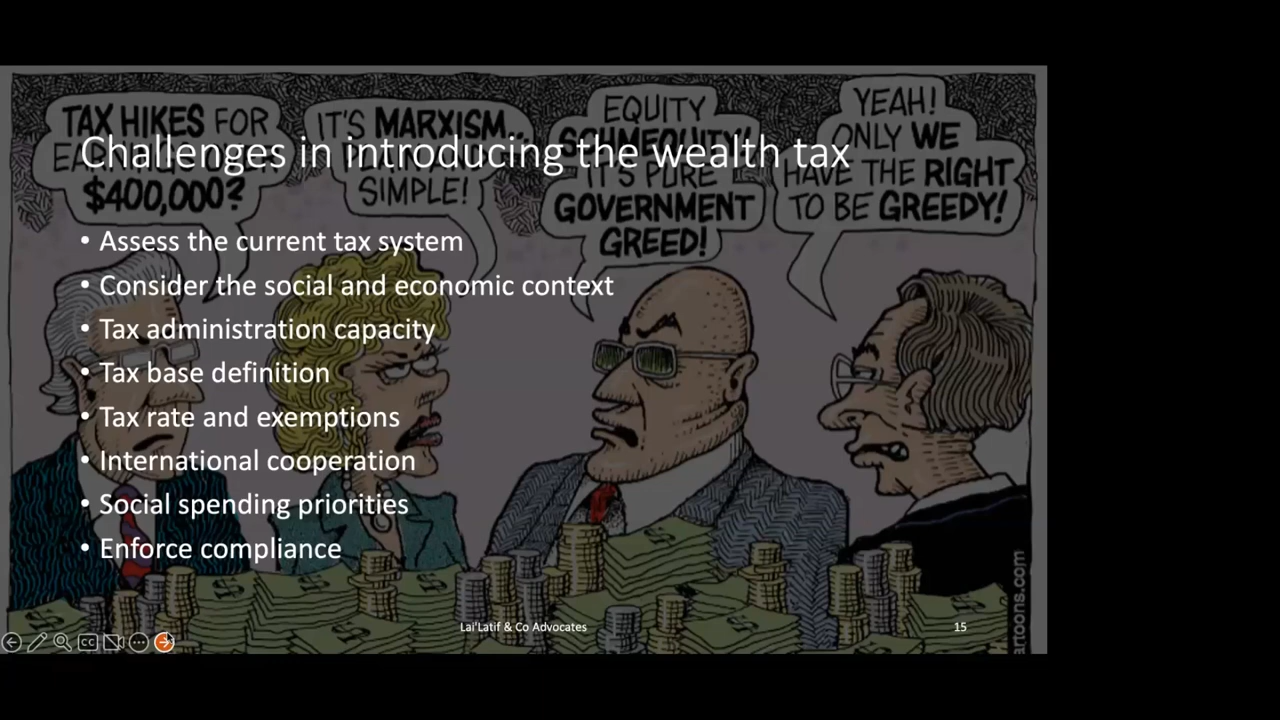 TAX HIKES FOR
$400,000?
IT'S MARXISM..
SIMPLE!
EQUITY
SCHMEQUITY!
IT'S PURE
GOVERNMENT
GREED!
YEAH!
ONLY WE
HAVE THE RIGHT
TO BE GREEDY!
Challenges in introducing the wealth tax
• Assess the current tax system
• Consider the social and economic context
• Tax administration capacity
• Tax base definition
• Tax rate and exemptions
• International cooperation
• Social spending priorities
• Enforce compliance
Lai'Latif & Co Advocates
15
artoons.com
CC